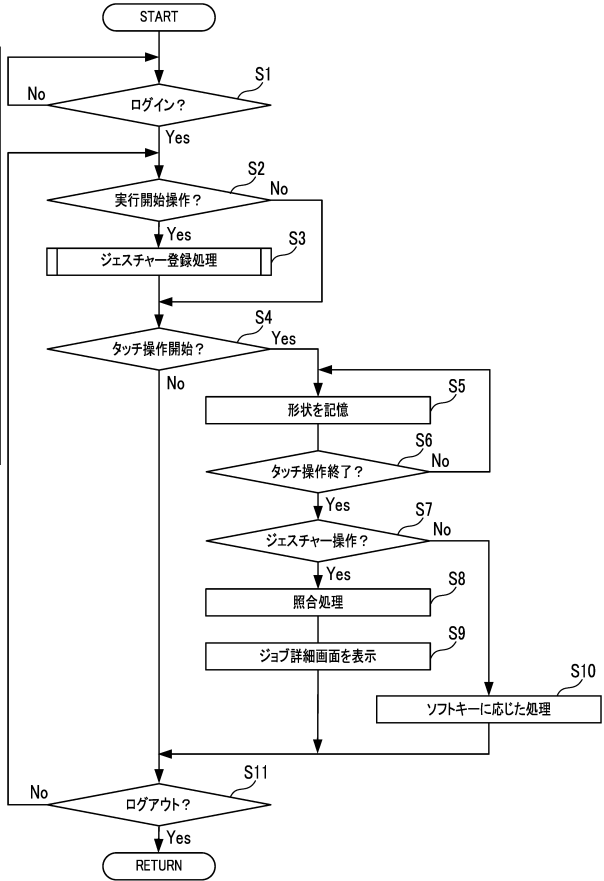 START
S1
No
ログイン？
Yes
S2
No
実行開始操作？
Yes
S3
ジェスチャー登録処理
S4
Yes
タッチ操作開始？
No
S5
形状を記憶
S6
No
タッチ操作終了？
Yes
S7
No
ジェスチャー操作？
Yes
S8
照合処理
S9
ジョブ詳細画面を表示
S10
ソフトキーに応じた処理
S11
No
ログアウト？
Yes
RETURN